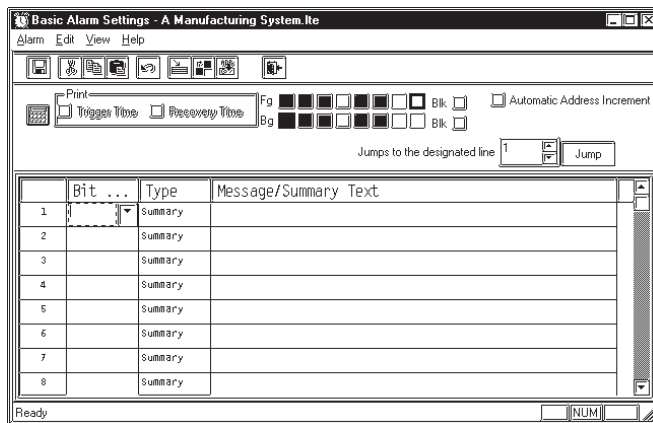 Basic Alarm Settings - A Manufacturing System.lte
Alarm Edit View Help
Print
Trigger Time Recovery Time
Fg Blk
Bg Blk
Automatic Address Increment
Jumps to the designated line 1 Jump
Bit ... Type Message/Summary Text
1 Summary
2 Summary
3 Summary
4 Summary
5 Summary
6 Summary
7 Summary
8 Summary
Ready NUM